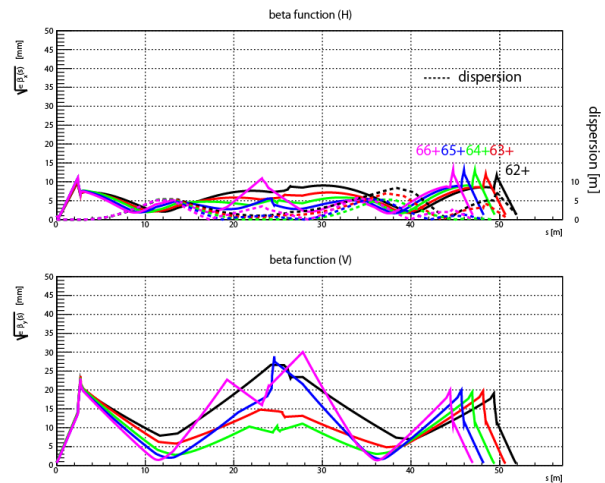 beta function (H)
√ε βx(s) [mm]
50
45
40
35
30
25
20
15
10
5
0
dispersion
66+ 65+ 64+ 63+
62+
dispersion [m]
10
5
0
0 10 20 30 40 50
s [m]
beta function (V)
√ε βy(s) [mm]
50
45
40
35
30
25
20
15
10
5
0
0 10 20 30 40 50
s [m]